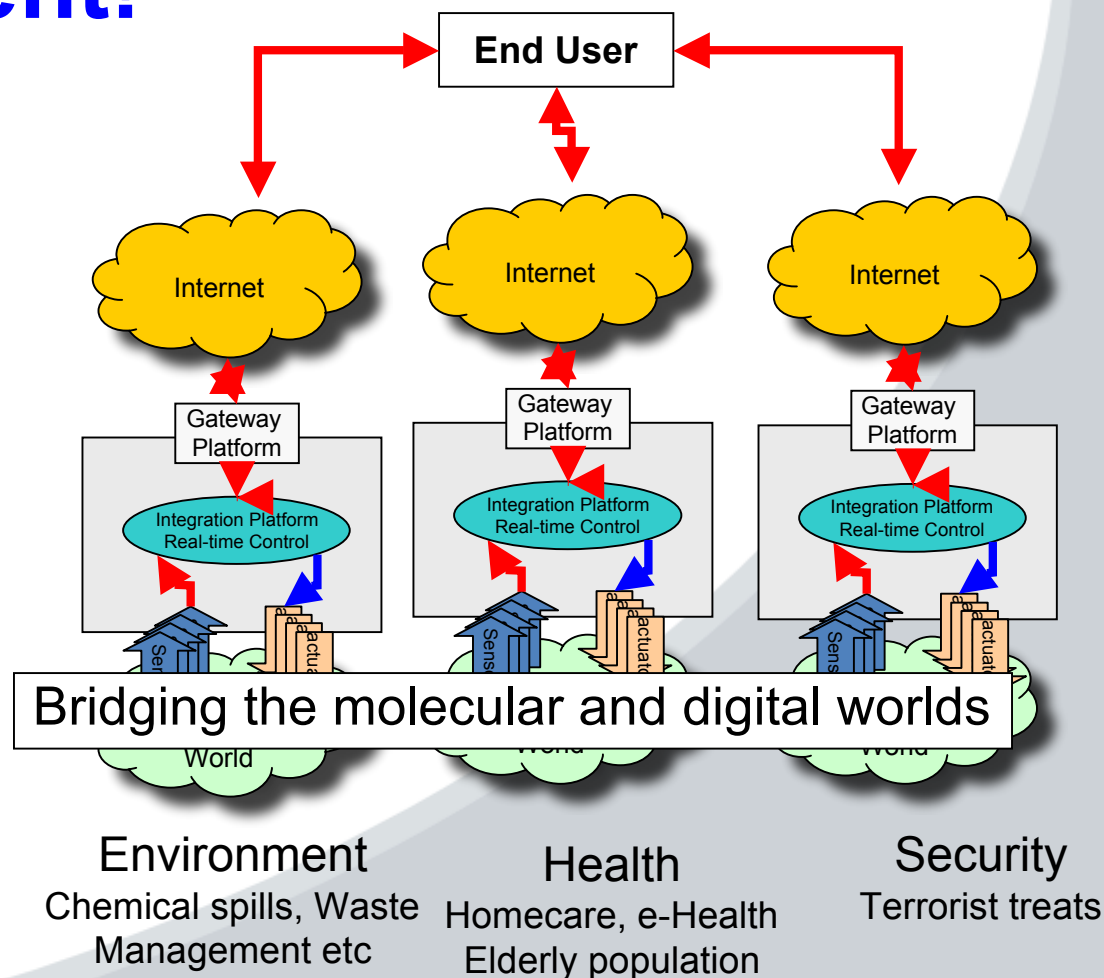 End User
Internet
Internet
Internet
Gateway
Platform
Gateway
Platform
Gateway
Platform
Integration Platform
Real-time Control
Integration Platform
Real-time Control
Integration Platform
Real-time Control
Bridging the molecular and digital worlds
World
World
World
Environment
Chemical spills, Waste
Management etc
Health
Homecare, e-Health
Elderly population
Security
Terrorist treats